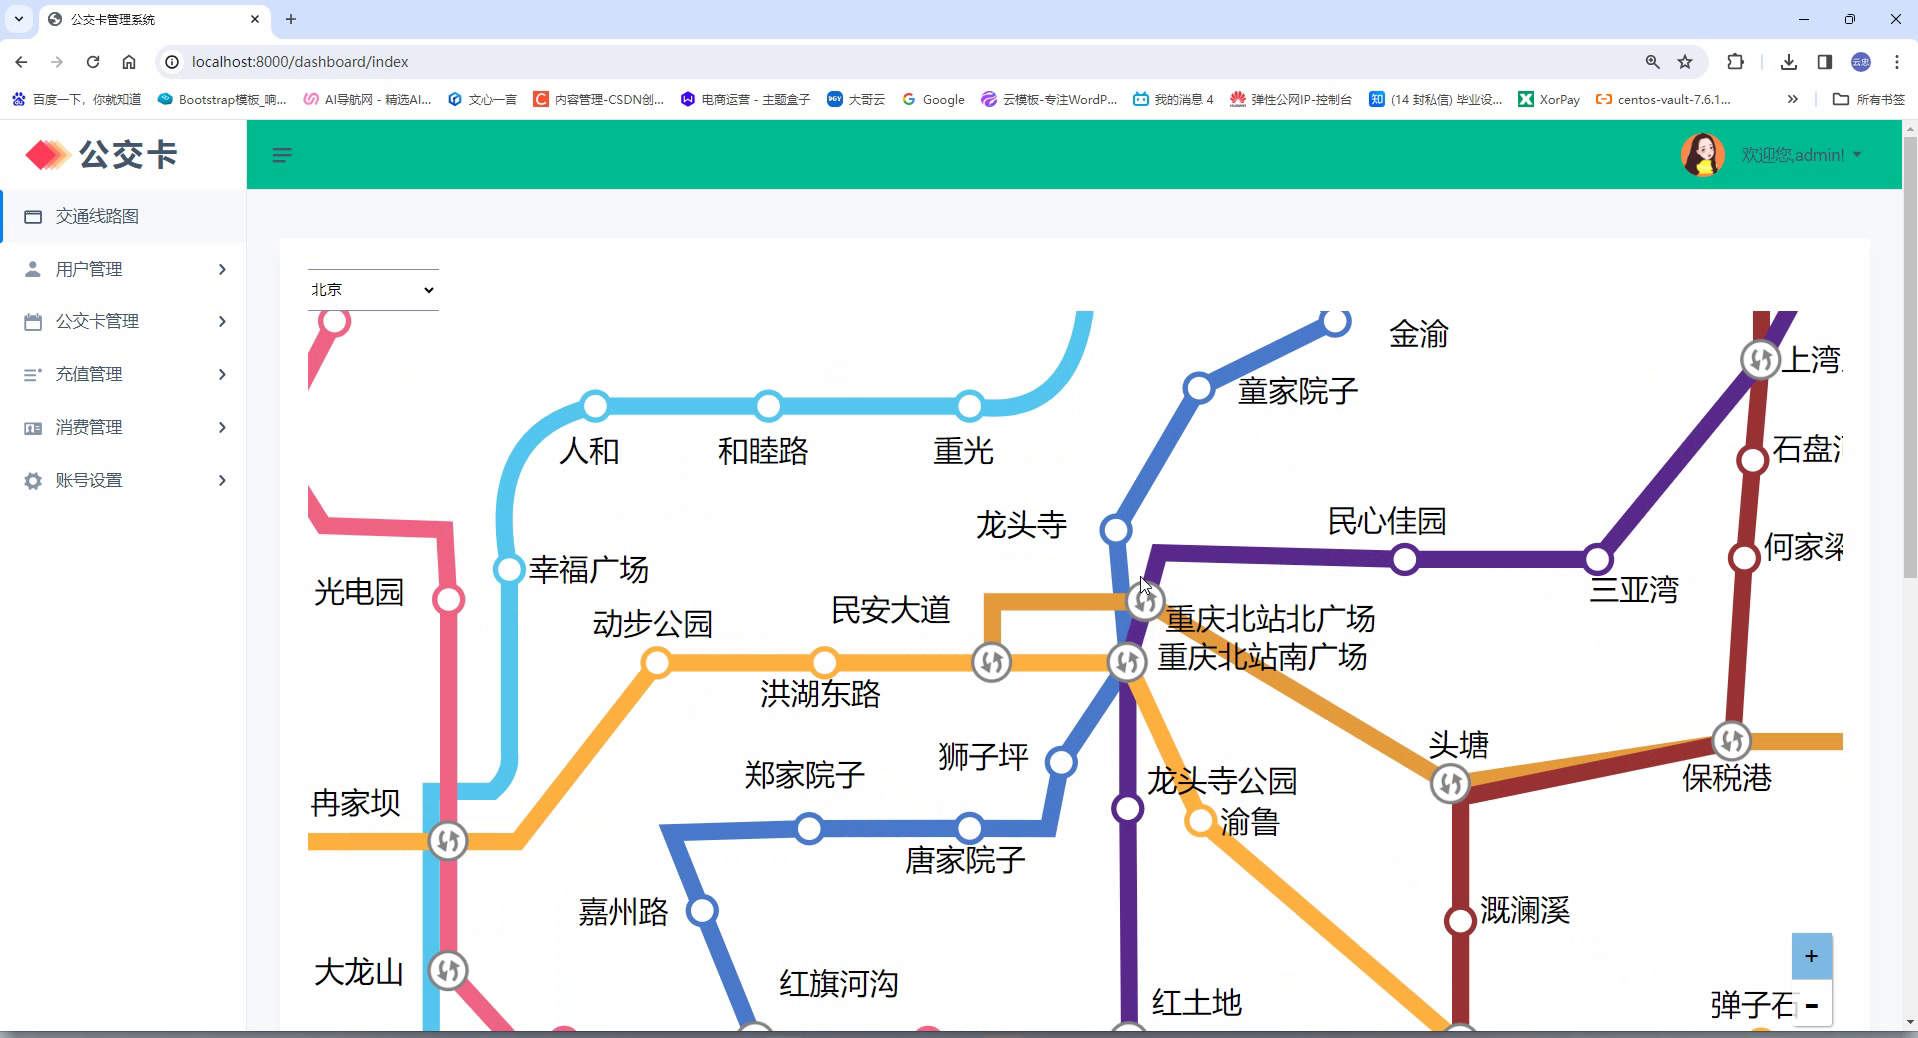 公交卡管理系统
localhost:8000/dashboard/index
云忠
百度一下，你就知道
Bootstrap模板_响...
AI导航网 - 精选AI...
文心一言
内容管理-CSDN创...
电商运营 - 主题盒子
大哥云
Google
云模板-专注WordP...
我的消息 4
弹性公网IP-控制台
(14 封私信) 毕业设...
XorPay
centos-vault-7.6.1...
所有书签
公交卡
欢迎您,admin!
交通线路图
用户管理
公交卡管理
充值管理
消费管理
账号设置
北京
金渝
上湾
童家院子
人和
和睦路
重光
石盘
龙头寺
民心佳园
何家梁
幸福广场
光电园
三亚湾
动步公园
民安大道
重庆北站北广场
重庆北站南广场
洪湖东路
头塘
狮子坪
郑家院子
龙头寺公园
保税港
冉家坝
渝鲁
唐家院子
嘉州路
溉澜溪
+
大龙山
红旗河沟
红土地
弹子石
-